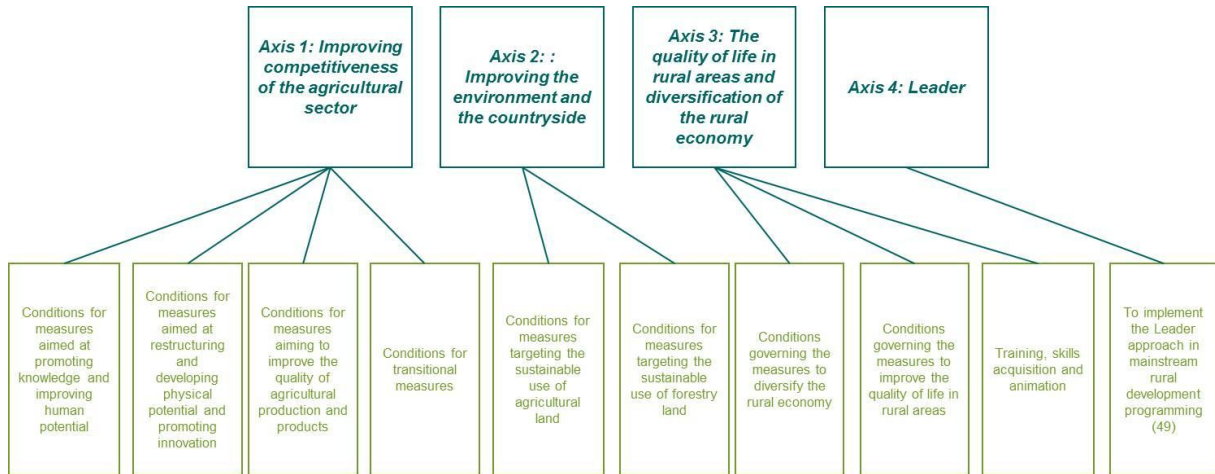 Axis 1: Improving
competitiveness
of the agricultural
sector
Axis 2: :
Improving the
environment and
the countryside
Axis 3: The
quality of life in
rural areas and
diversification of
the rural
economy
Axis 4: Leader
Conditions for
measures
aimed at
promoting
knowledge and
improving
human
potential
Conditions for
measures
aimed at
restructuring
and
developing
physical
potential and
promoting
innovation
Conditions for
measures
aiming to
improve the
quality of
agricultural
production and
products
Conditions for
transitional
measures
Conditions for
measures
targeting the
sustainable
use of
agricultural
land
Conditions for
measures
targeting the
sustainable
use of forestry
land
Conditions
governing the
measures to
diversify the
rural economy
Conditions
governing the
measures to
improve the
quality of life in
rural areas
Training, skills
acquisition and
animation
To implement
the Leader
approach in
mainstream
rural
development
programming
(49)